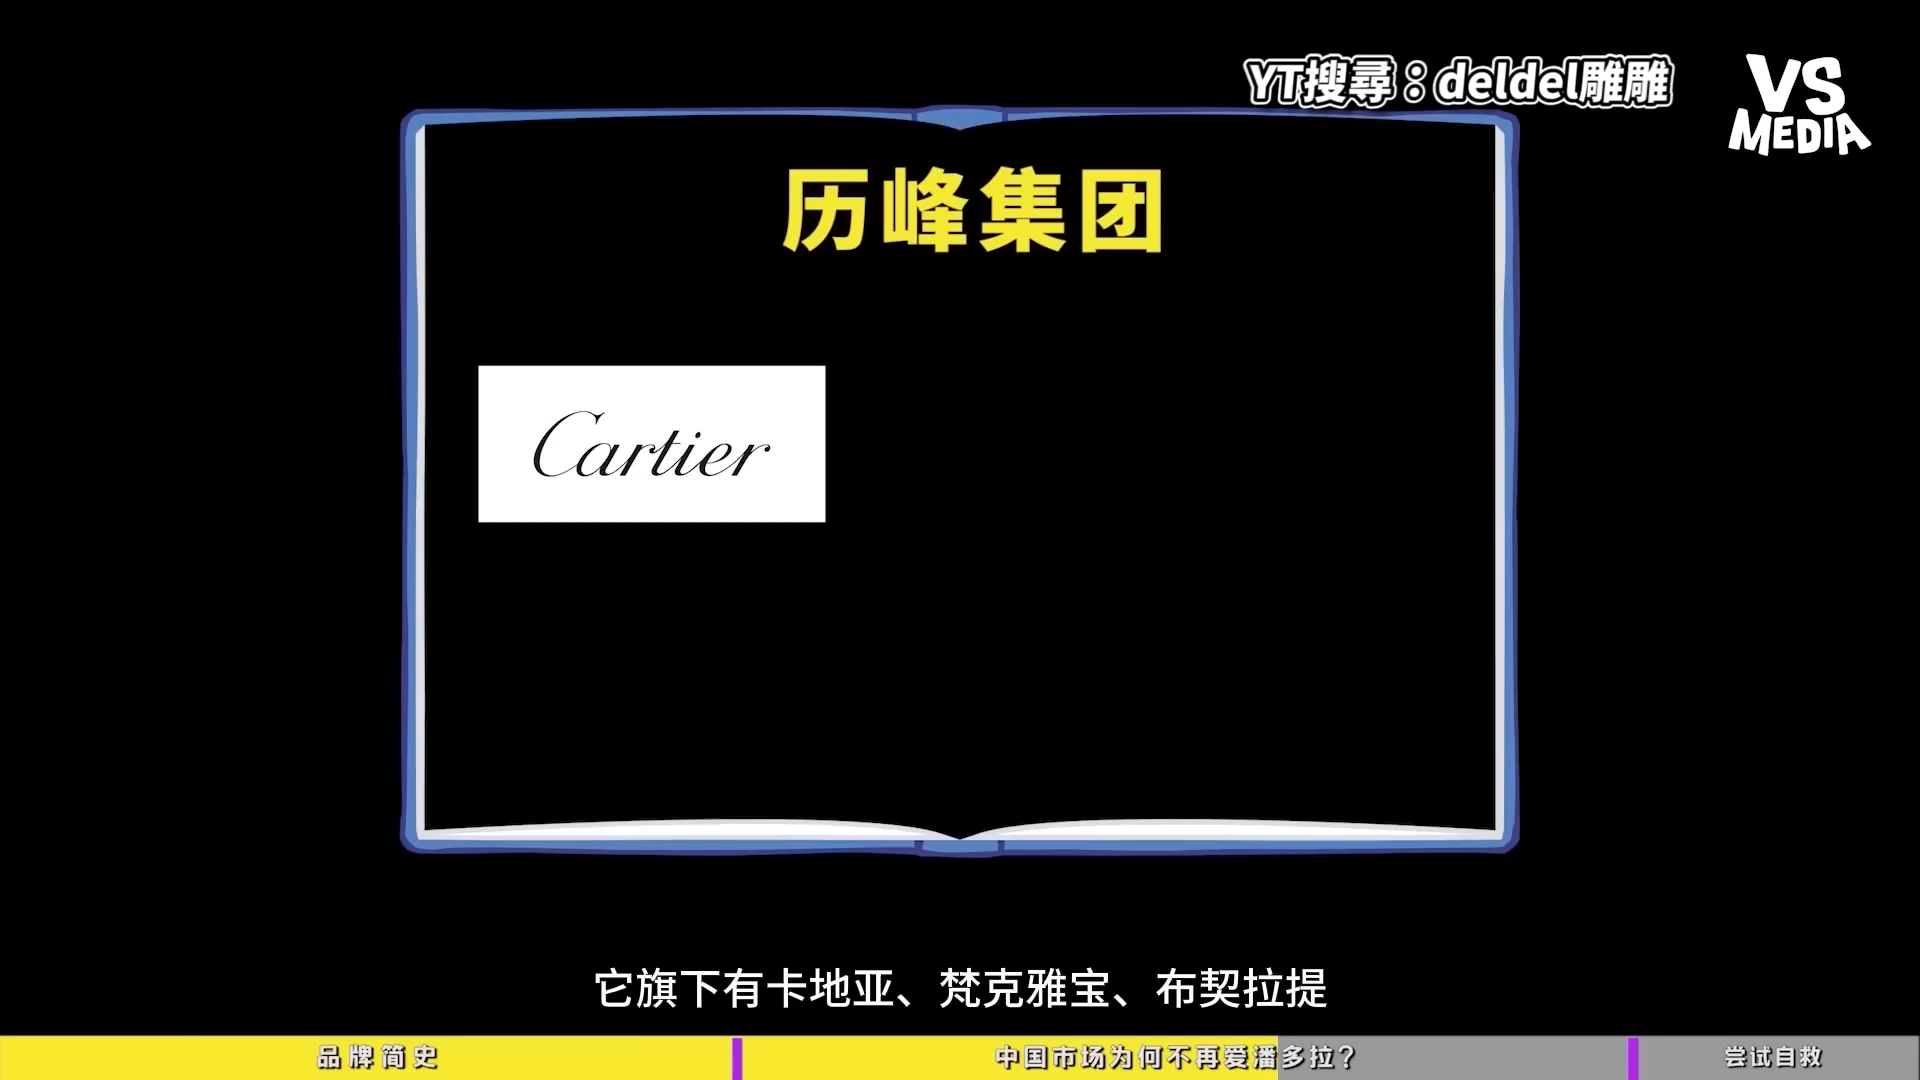 YT搜尋：deldel雕雕
VS
MEDIA
历峰集团
Cartier
它旗下有卡地亚、梵克雅宝、布契拉提
品牌简史
中国市场为何不再爱潘多拉？
尝试自救